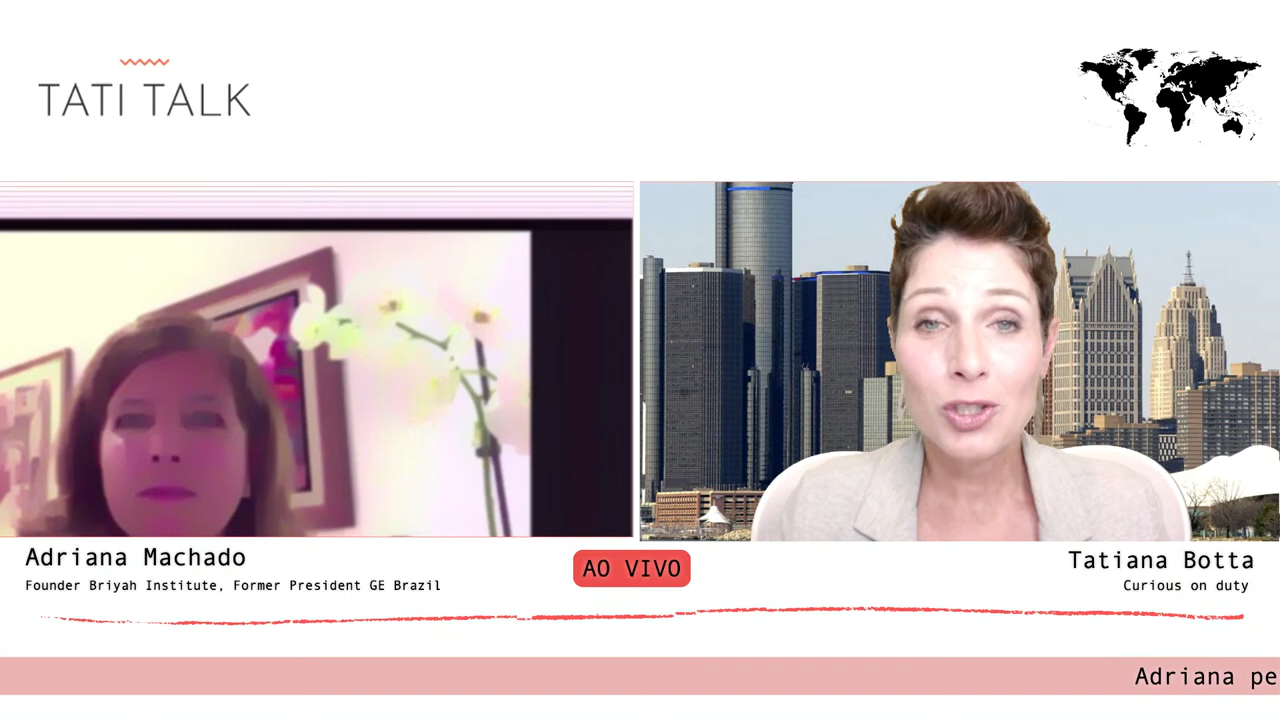 TATI TALK
Adriana Machado
Founder Briyah Institute, Former President GE Brazil
AO VIVO
Tatiana Botta
Curious on duty
Adriana pe